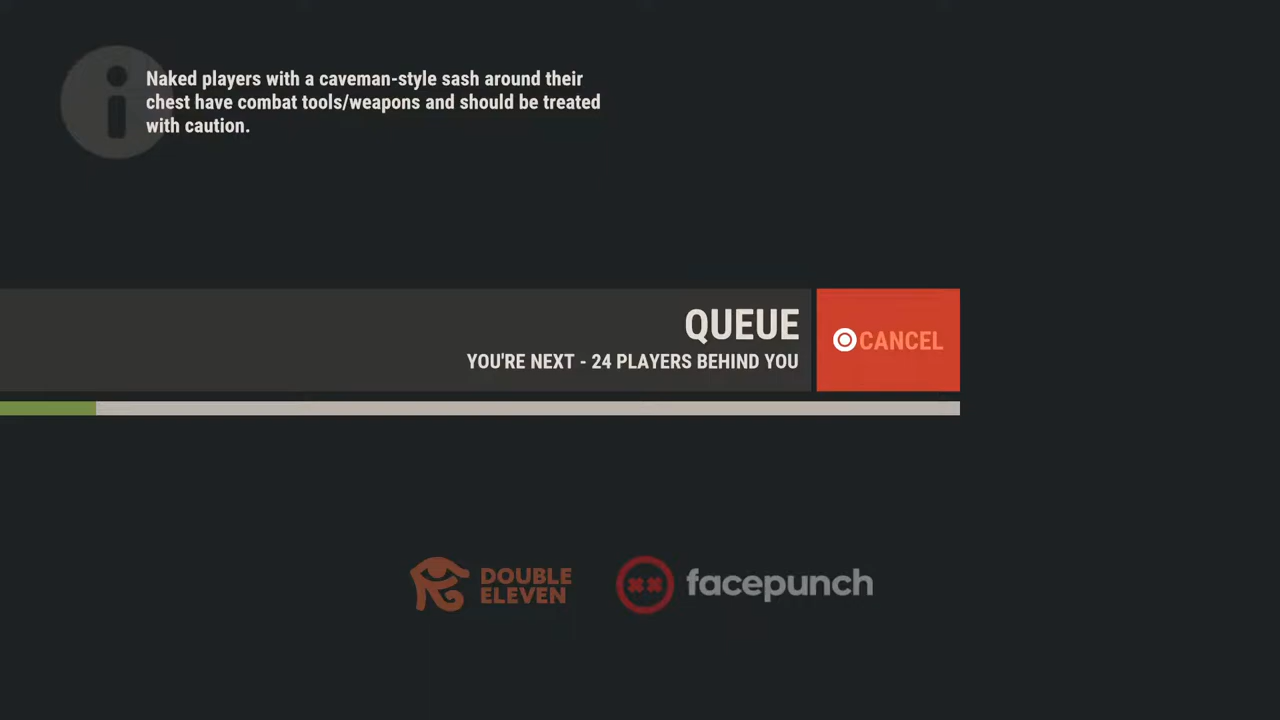 Naked players with a caveman-style sash around their
chest have combat tools/weapons and should be treated
with caution.
QUEUE
YOU'RE NEXT - 24 PLAYERS BEHIND YOU
CANCEL
DOUBLE
ELEVEN
facepunch